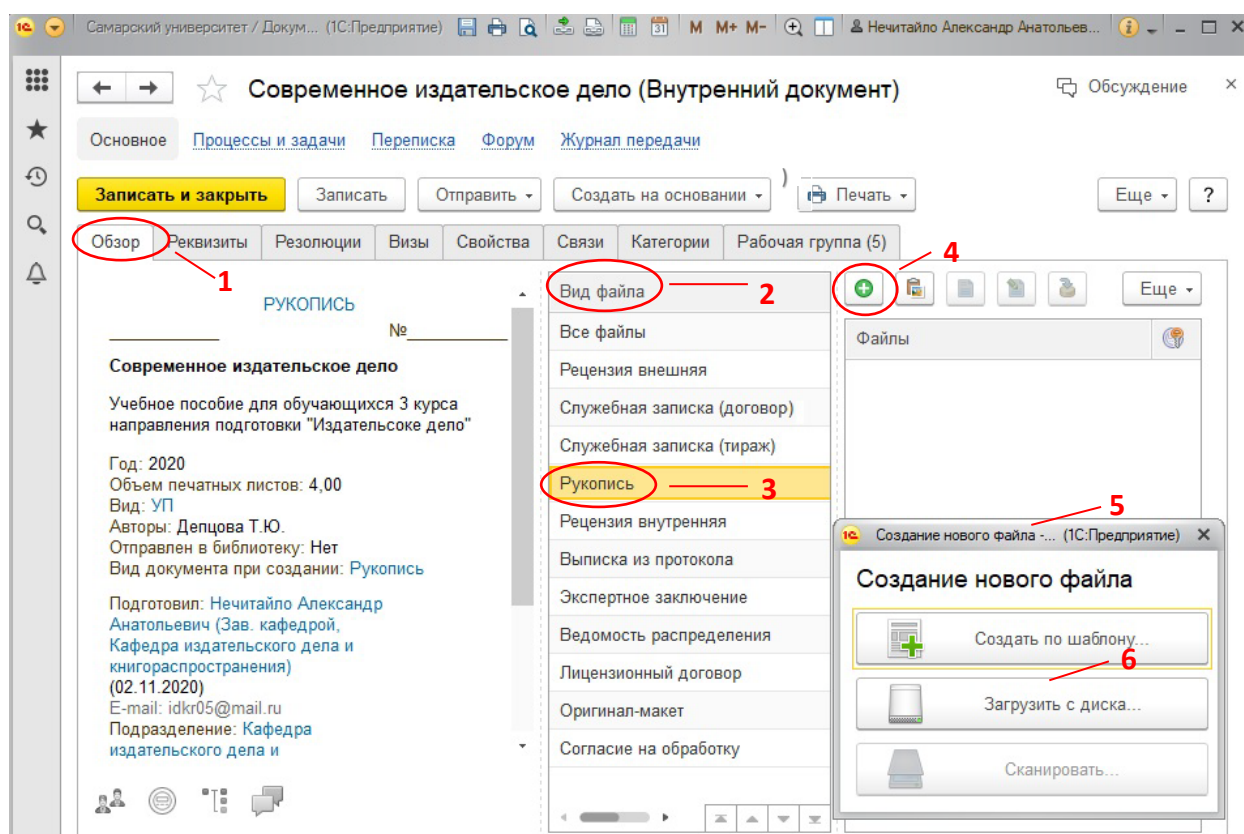 Самарский университет / Докум... (1С:Предприятие) M M+ M- Нечитайло Александр Анатольев...
Современное издательское дело (Внутренний документ) Обсуждение
Основное Процессы и задачи Переписка Форум Журнал передачи
Записать и закрыть Записать Отправить Создать на основании ) Печать Еще ?
Обзор Реквизиты Резолюции Визы Свойства Связи Категории Рабочая группа (5)
1
2
4
РУКОПИСЬ
№
Современное издательское дело
Учебное пособие для обучающихся 3 курса
направления подготовки "Издательсоке дело"
Год: 2020
Объем печатных листов: 4,00
Вид: УП
Авторы: Депцова Т.Ю.
Отправлен в библиотеку: Нет
Вид документа при создании: Рукопись
Подготовил: Нечитайло Александр
Анатольевич (Зав. кафедрой,
Кафедра издательского дела и
книгораспространения)
(02.11.2020)
E-mail: idkr05@mail.ru
Подразделение: Кафедра
издательского дела и
Вид файла
Все файлы
Рецензия внешняя
Служебная записка (договор)
Служебная записка (тираж)
Рукопись
3
Рецензия внутренняя
Выписка из протокола
Экспертное заключение
Ведомость распределения
Лицензионный договор
Оригинал-макет
Согласие на обработку
Еще
Файлы
5
Создание нового файла -... (1С:Предприятие)
Создание нового файла
Создать по шаблону...
6
Загрузить с диска...
Сканировать...